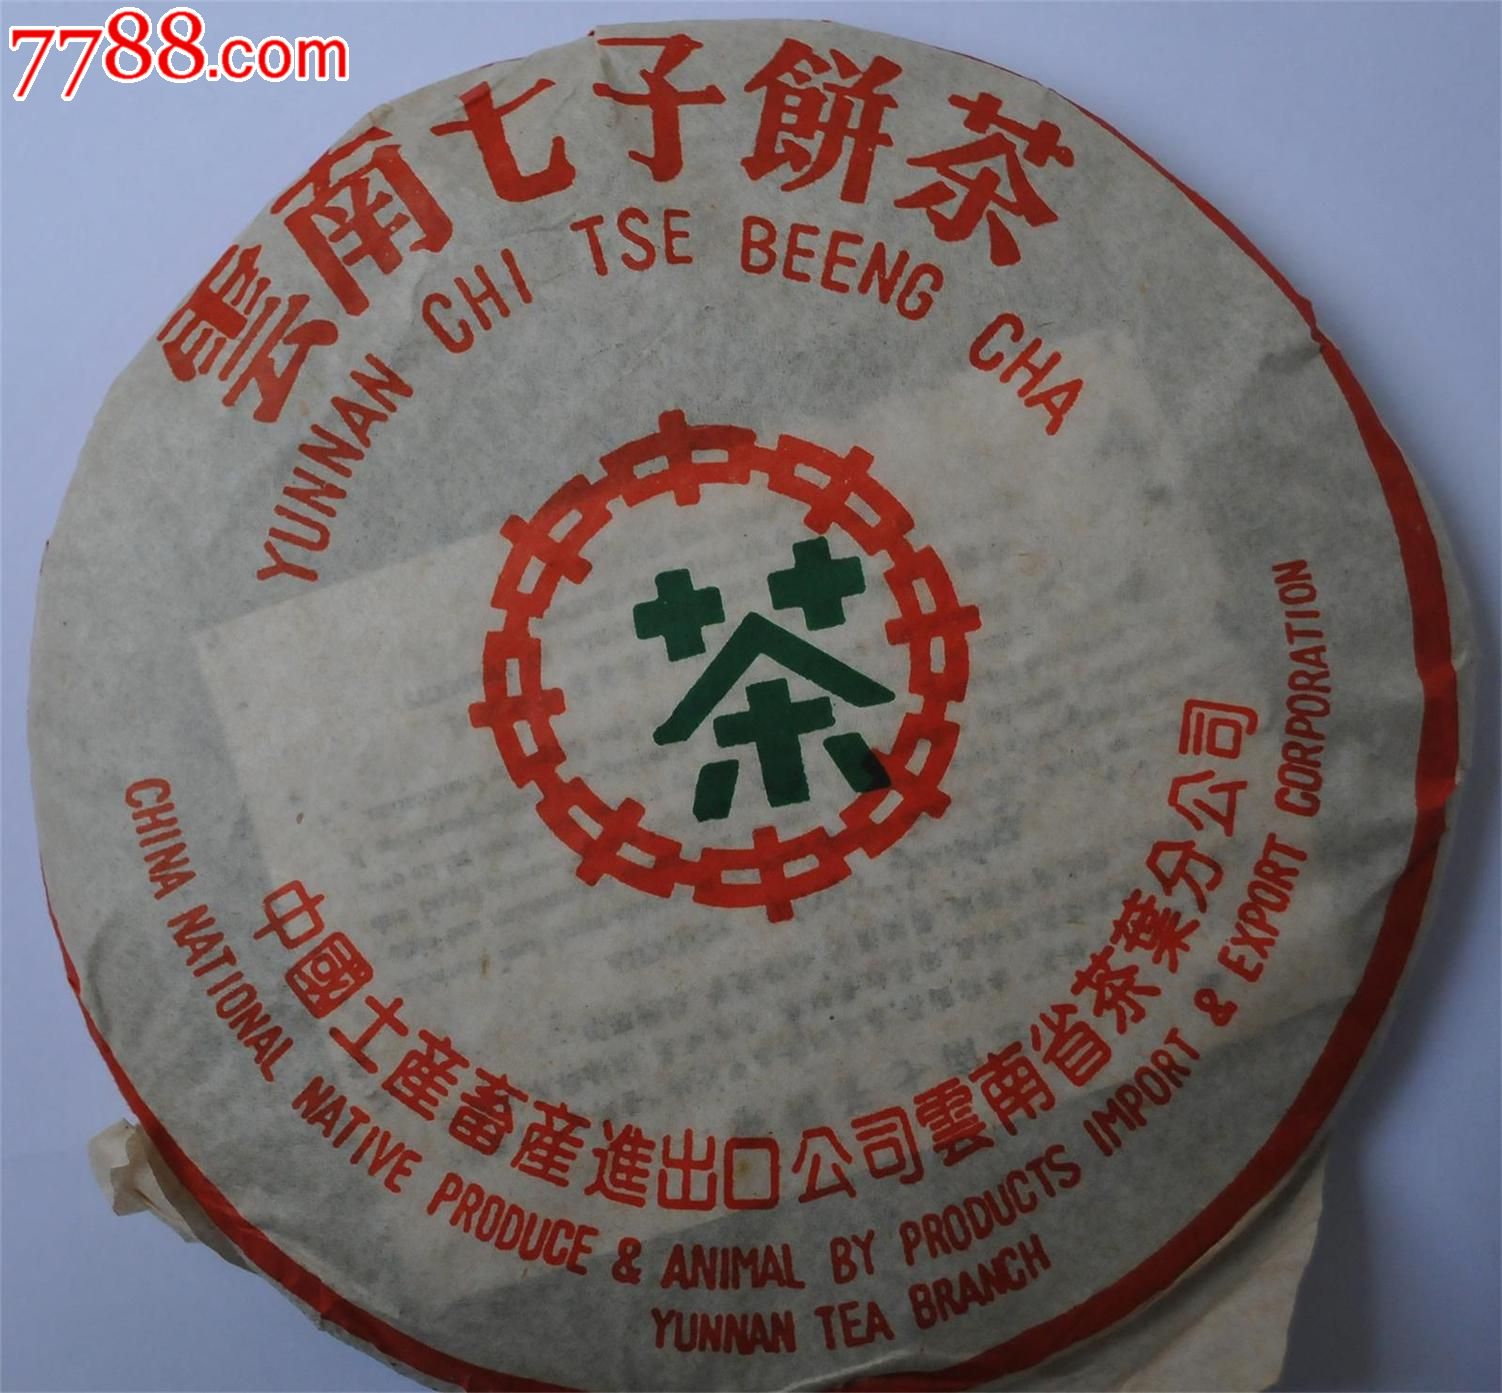 7788.com
雲南七子餅茶
YUNNAN CHI TSE BEENG CHA
茶
中國土產畜產進出口公司雲南省茶葉分公司
CHINA NATIONAL NATIVE PRODUCE & ANIMAL BY PRODUCTS IMPORT & EXPORT CORPORATION
YUNNAN TEA BRANCH